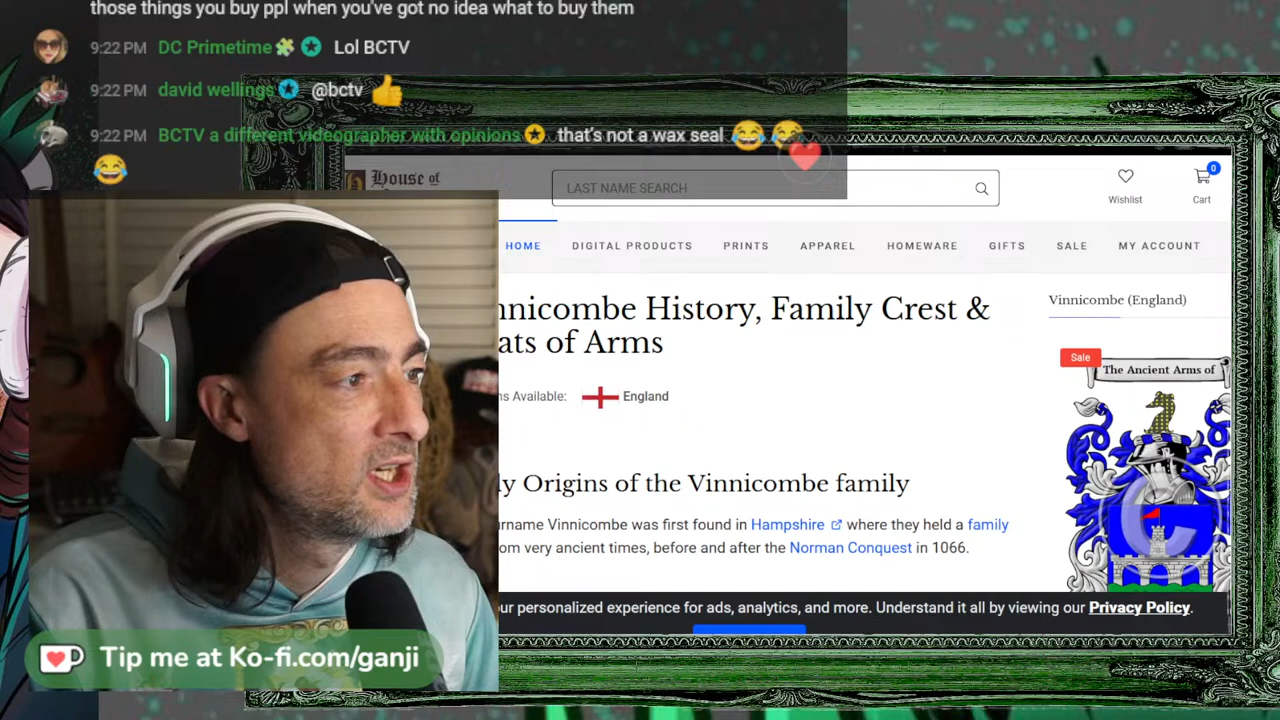 those things you buy ppl when you've got no idea what to buy them
9:22 PM DC Primetime Lol BCTV
9:22 PM david wellings @bctv 👍
9:22 PM BCTV a different videographer with opinions that's not a wax seal 😂 😂
😂
House of
LAST NAME SEARCH
0
Wishlist
Cart
HOME DIGITAL PRODUCTS PRINTS APPAREL HOMEWARE GIFTS SALE MY ACCOUNT
nnicombe History, Family Crest &
ats of Arms
Vinnicombe (England)
Sale
The Ancient Arms of
ns Available: England
ly Origins of the Vinnicombe family
urname Vinnicombe was first found in Hampshire where they held a family
om very ancient times, before and after the Norman Conquest in 1066.
C
ur personalized experience for ads, analytics, and more. Understand it all by viewing our Privacy Policy.
Tip me at Ko-fi.com/ganji